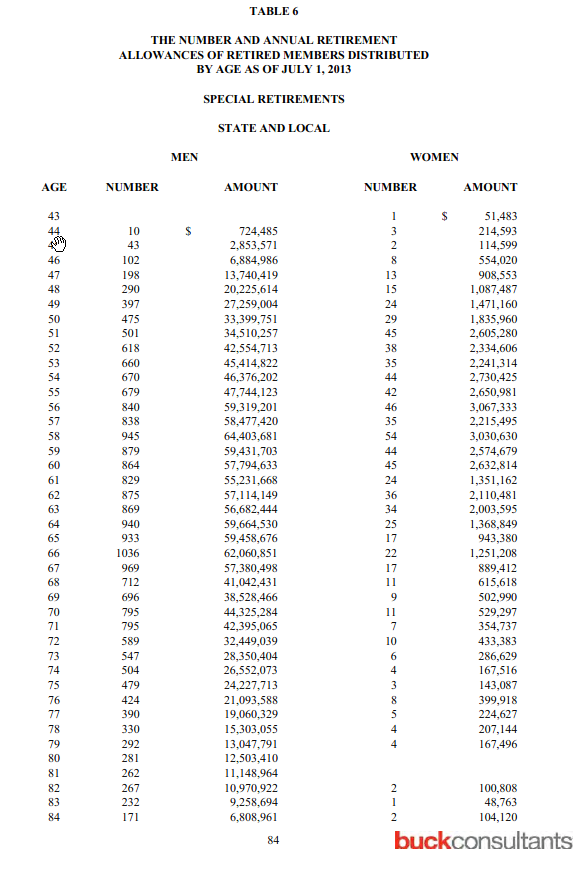 TABLE 6
THE NUMBER AND ANNUAL RETIREMENT
ALLOWANCES OF RETIRED MEMBERS DISTRIBUTED
BY AGE AS OF JULY 1, 2013
SPECIAL RETIREMENTS
STATE AND LOCAL
MEN WOMEN
AGE NUMBER AMOUNT NUMBER AMOUNT
43 1 $ 51,483
44 10 $ 724,485 3 214,593
43 2,853,571 2 114,599
46 102 6,884,986 8 554,020
47 198 13,740,419 13 908,553
48 290 20,225,614 15 1,087,487
49 397 27,259,004 24 1,471,160
50 475 33,399,751 29 1,835,960
51 501 34,510,257 45 2,605,280
52 618 42,554,713 38 2,334,606
53 660 45,414,822 35 2,241,314
54 670 46,376,202 44 2,730,425
55 679 47,744,123 42 2,650,981
56 840 59,319,201 46 3,067,333
57 838 58,477,420 35 2,215,495
58 945 64,403,681 54 3,030,630
59 879 59,431,703 44 2,574,679
60 864 57,794,633 45 2,632,814
61 829 55,231,668 24 1,351,162
62 875 57,114,149 36 2,110,481
63 869 56,682,444 34 2,003,595
64 940 59,664,530 25 1,368,849
65 933 59,458,676 17 943,380
66 1036 62,060,851 22 1,251,208
67 969 57,380,498 17 889,412
68 712 41,042,431 11 615,618
69 696 38,528,466 9 502,990
70 795 44,325,284 11 529,297
71 795 42,395,065 7 354,737
72 589 32,449,039 10 433,383
73 547 28,350,404 6 286,629
74 504 26,552,073 4 167,516
75 479 24,227,713 3 143,087
76 424 21,093,588 8 399,918
77 390 19,060,329 5 224,627
78 330 15,303,055 4 207,144
79 292 13,047,791 4 167,496
80 281 12,503,410
81 262 11,148,964
82 267 10,970,922 2 100,808
83 232 9,258,694 1 48,763
84 171 6,808,961 2 104,120
84
buckconsultants